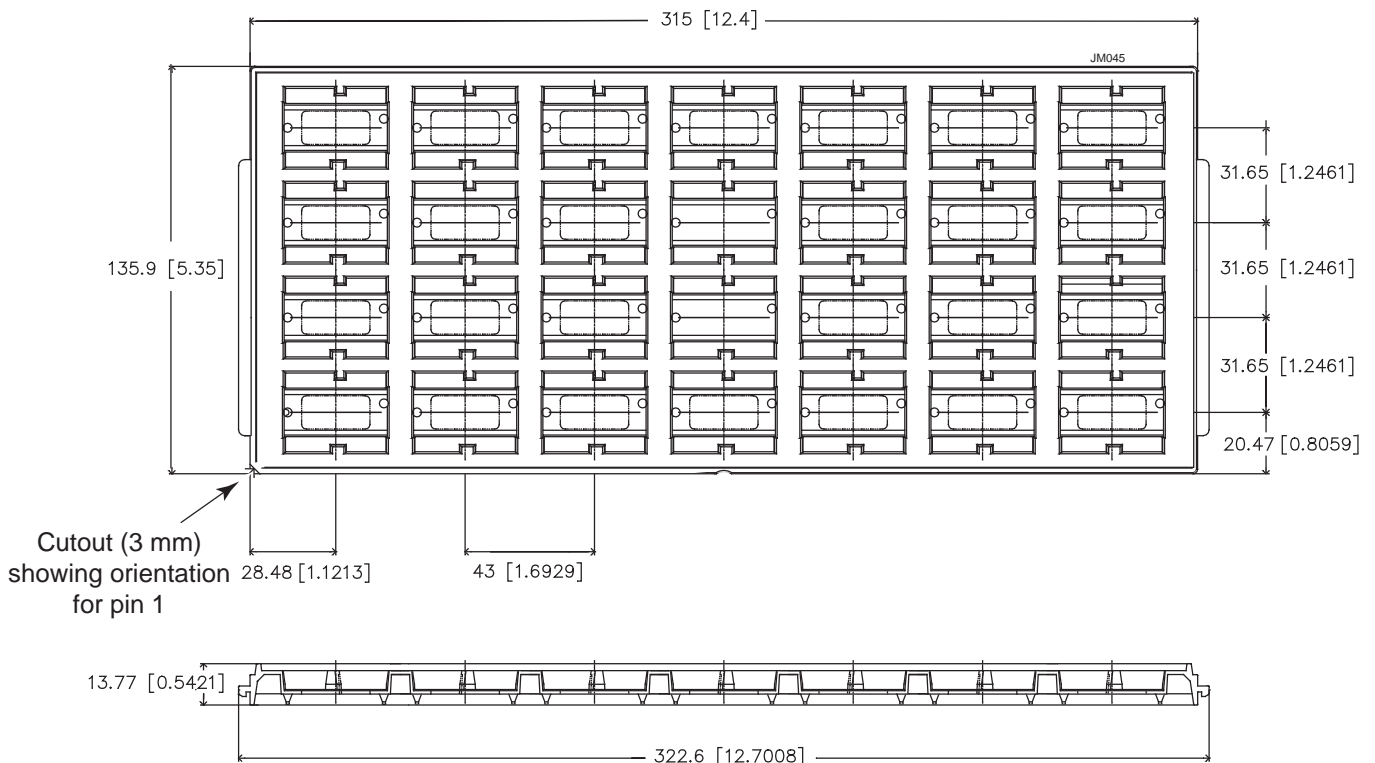 315 [12.4]
JM045
31.65 [1.2461]
135.9 [5.35]
31.65 [1.2461]
31.65 [1.2461]
20.47 [0.8059]
Cutout (3 mm)
showing orientation
for pin 1
28.48 [1.1213]
43 [1.6929]
13.77 [0.5421]
322.6 [12.7008]